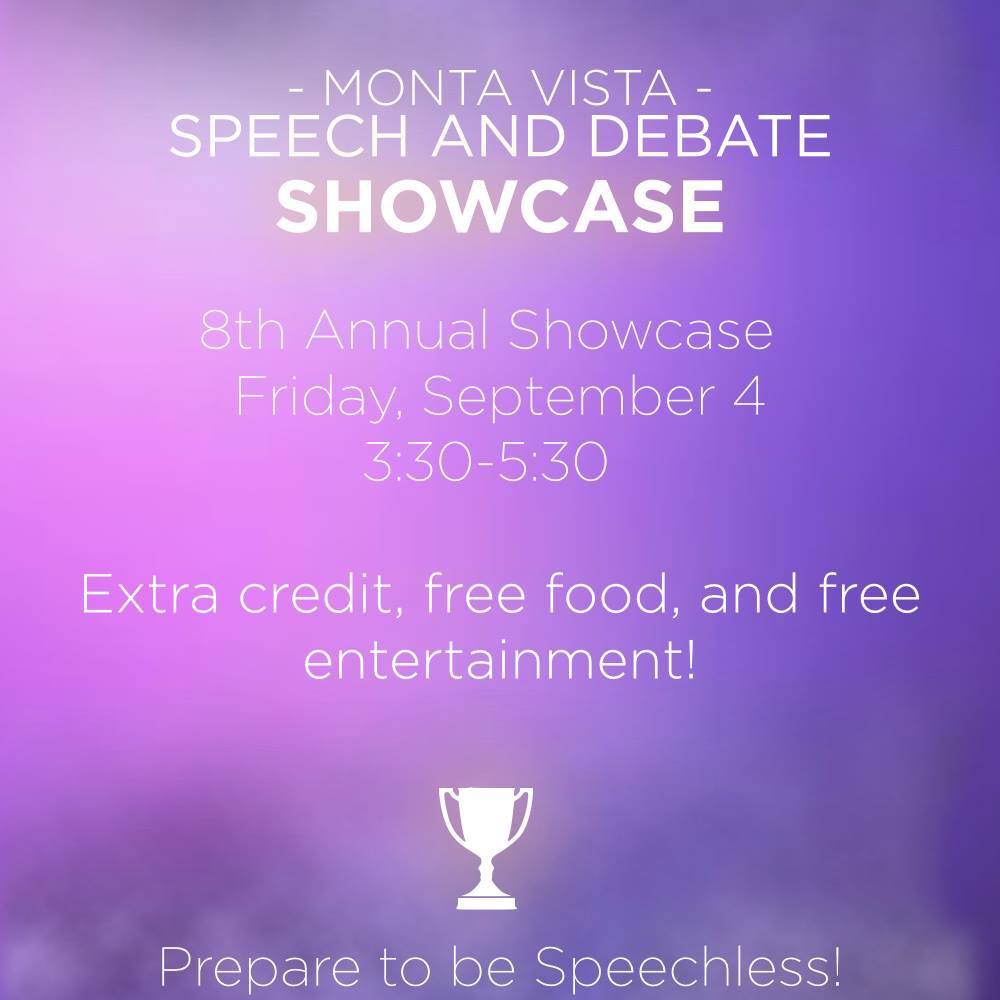 - MONTA VISTA -
SPEECH AND DEBATE
SHOWCASE
8th Annual Showcase
Friday, September 4
3:30-5:30
Extra credit, free food, and free
entertainment!
Prepare to be Speechless!